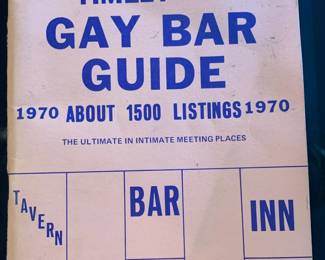 GAY BAR
GUIDE
1970 ABOUT 1500 LISTINGS 1970
THE ULTIMATE IN INTIMATE MEETING PLACES
TAVERN
BAR
INN